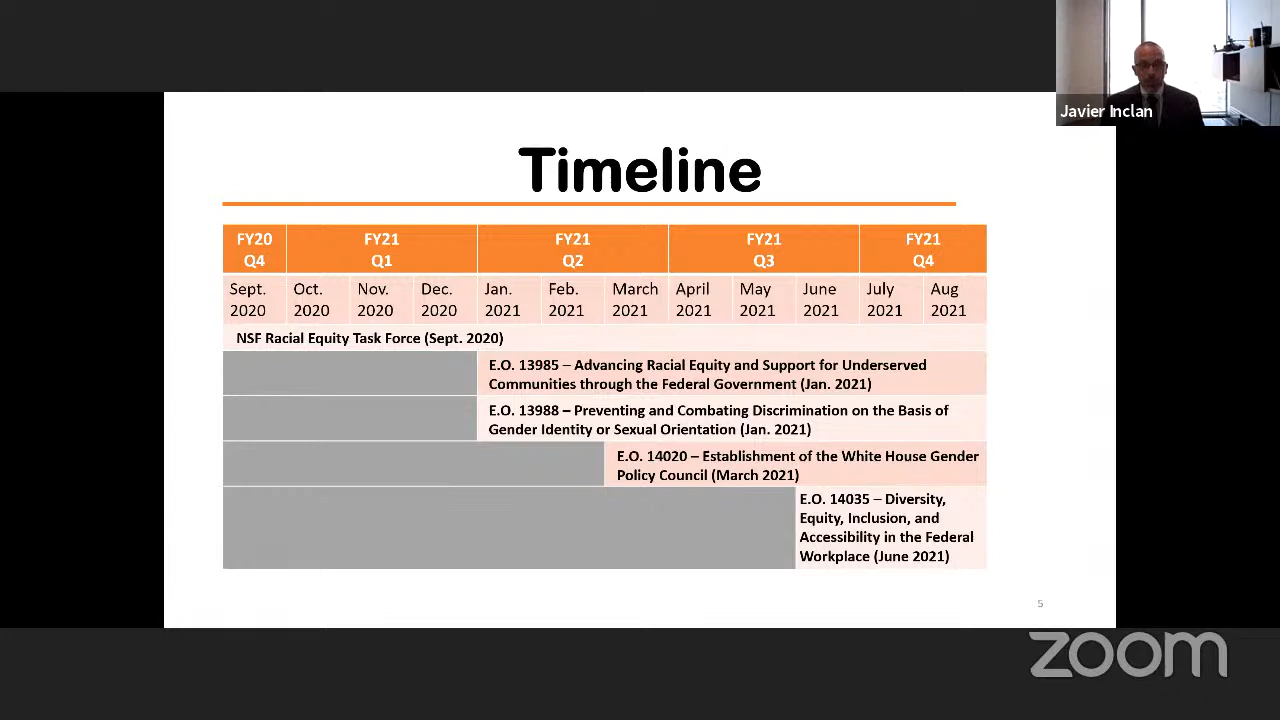 Javier Inclan
Timeline
FY20
Q4
FY21
Q1
FY21
Q2
FY21
Q3
FY21
Q4
Sept.
2020
Oct.
2020
Nov.
2020
Dec.
2020
Jan.
2021
Feb.
2021
March
2021
April
2021
May
2021
June
2021
July
2021
Aug
2021
NSF Racial Equity Task Force (Sept. 2020)
E.O. 13985 – Advancing Racial Equity and Support for Underserved
Communities through the Federal Government (Jan. 2021)
E.O. 13988 – Preventing and Combating Discrimination on the Basis of
Gender Identity or Sexual Orientation (Jan. 2021)
E.O. 14020 – Establishment of the White House Gender
Policy Council (March 2021)
E.O. 14035 – Diversity,
Equity, Inclusion, and
Accessibility in the Federal
Workplace (June 2021)
5
zoom